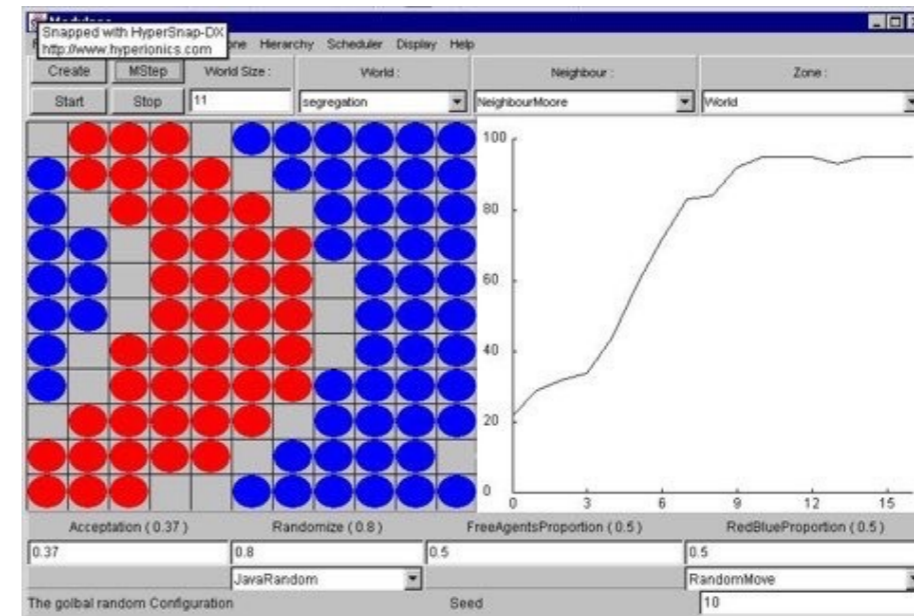 Snapped with HyperSnap-DX
http://www.hyperionics.com
Hierarchy Scheduler Display Help
Create MStep World Size : World : Neighbour : Zone :
Start Stop 11 segregation NeighbourMoore World
100
80
60
40
20
0
0 3 6 9 12 15
Acceptation ( 0.37 ) Randomize ( 0.8 ) FreeAgentsProportion ( 0.5 ) RedBlueProportion ( 0.5 )
0.37 0.8 0.5 0.5
JavaRandom RandomMove
The golbal random Configuration Seed 10